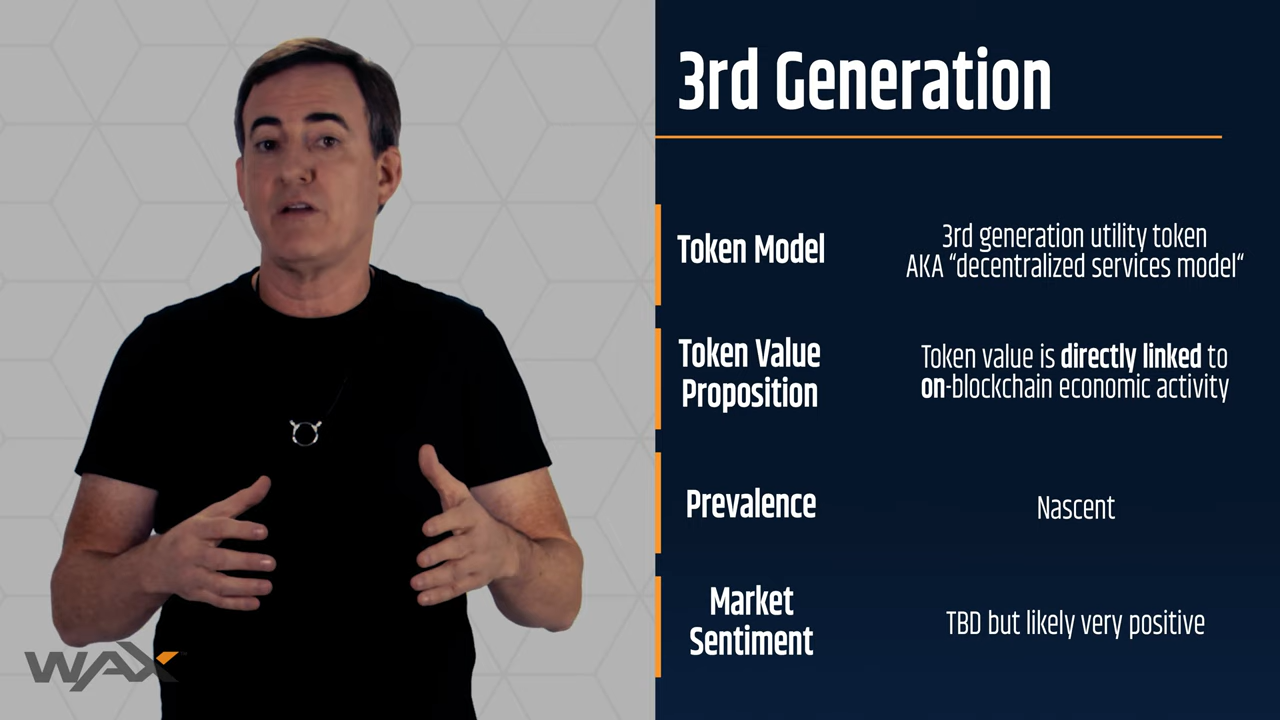 3rd Generation
Token Model
3rd generation utility token
AKA “decentralized services model“
Token Value
Proposition
Token value is directly linked to
on-blockchain economic activity
Prevalence
Nascent
Market
Sentiment
TBD but likely very positive
WAX